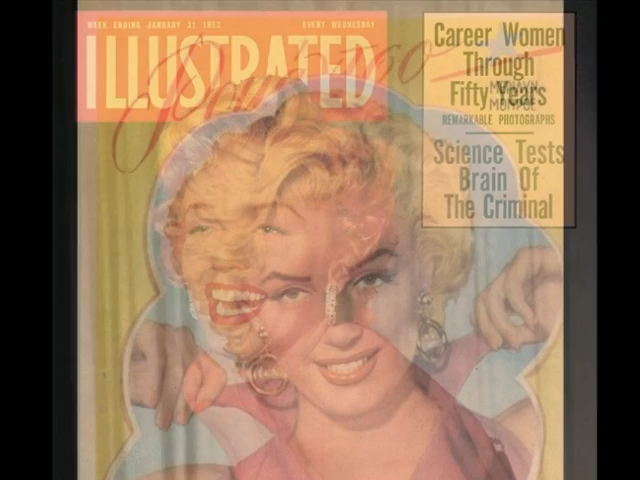 WEEK ENDING JANUARY 31 1953 EVERY WEDNESDAY
ILLUSTRATED
Career Women
Through
Fifty Years
REMARKABLE PHOTOGRAPHS
Science Tests
Brain Of
The Criminal